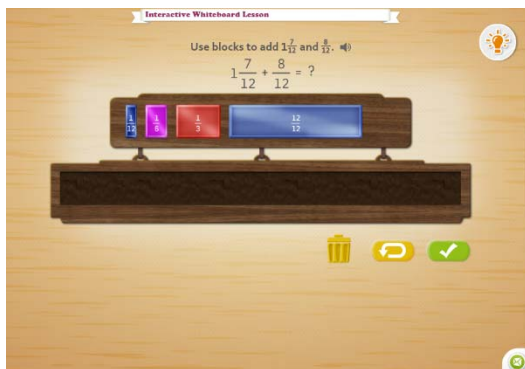 Interactive Whiteboard Lesson
Use blocks to add 1 7/12 and 8/12.
1 7/12 + 8/12 = ?
1/12 1/6 1/3 12/12